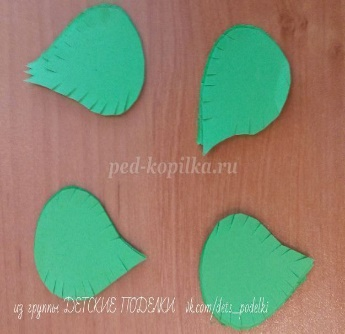 ped-kopilka.ru
из группы ДЕТСКИЕ ПОДЕЛКИ vk.com/deti_podelki